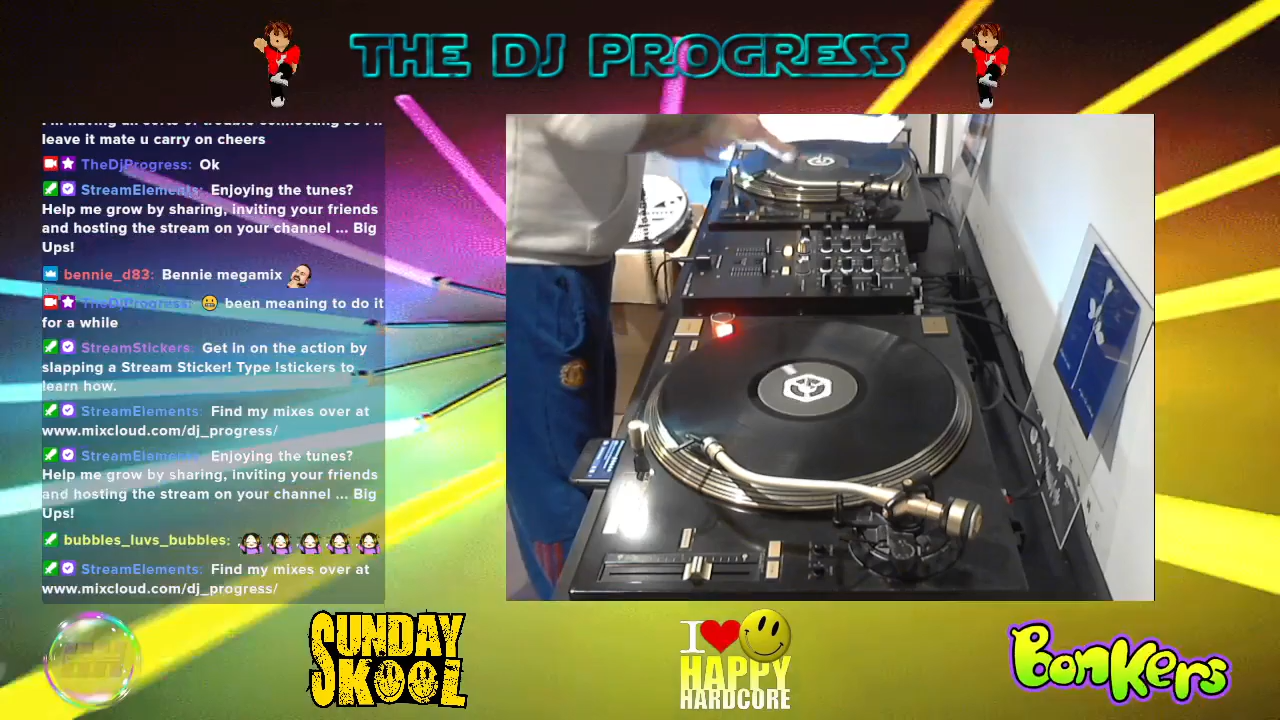 THE DJ PROGRESS
leave it mate u carry on cheers
TheDjProgress: Ok
StreamElements: Enjoying the tunes?
Help me grow by sharing, inviting your friends
and hosting the stream on your channel ... Big
Ups!
bennie_d83: Bennie megamix
TheDjProgress: been meaning to do it
for a while
StreamStickers: Get in on the action by
slapping a Stream Sticker! Type !stickers to
learn how.
StreamElements: Find my mixes over at
www.mixcloud.com/dj_progress/
StreamElements: Enjoying the tunes?
Help me grow by sharing, inviting your friends
and hosting the stream on your channel ... Big
Ups!
bubbles_luvs_bubbles:
StreamElements: Find my mixes over at
www.mixcloud.com/dj_progress/
SUNDAY
SKOOL
I
HAPPY
HARDCORE
Bonkers